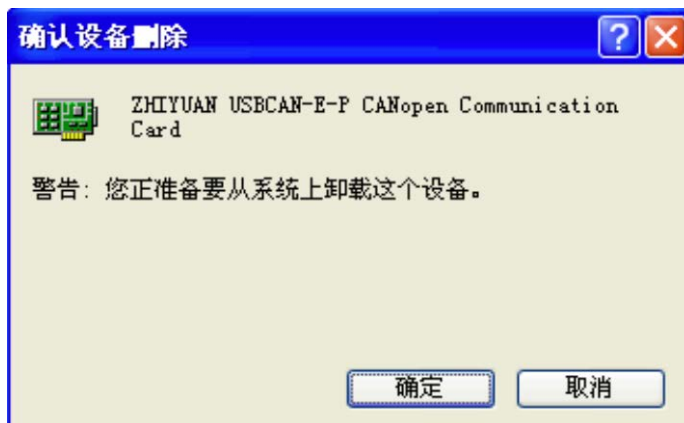 确认设备删除
ZHIYUAN USBCAN-E-P CANopen Communication
Card
警告: 您正准备要从系统上卸载这个设备。
确定
取消